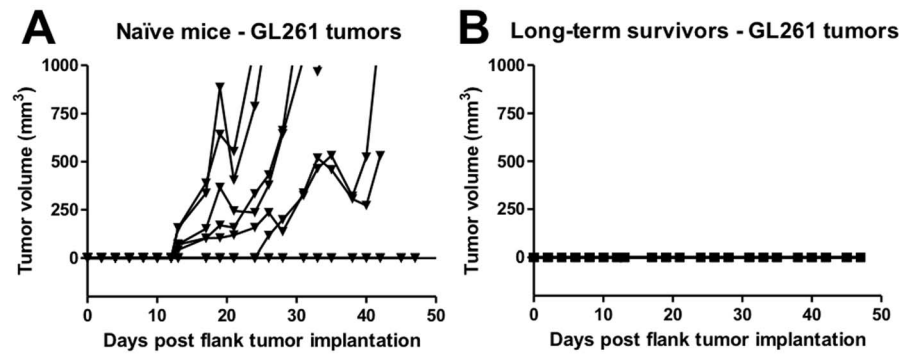 A
Naïve mice - GL261 tumors
Tumor volume (mm³)
1000
750
500
250
0
0 10 20 30 40 50
Days post flank tumor implantation
B
Long-term survivors - GL261 tumors
Tumor volume (mm³)
1000
750
500
250
0
0 10 20 30 40 50
Days post flank tumor implantation